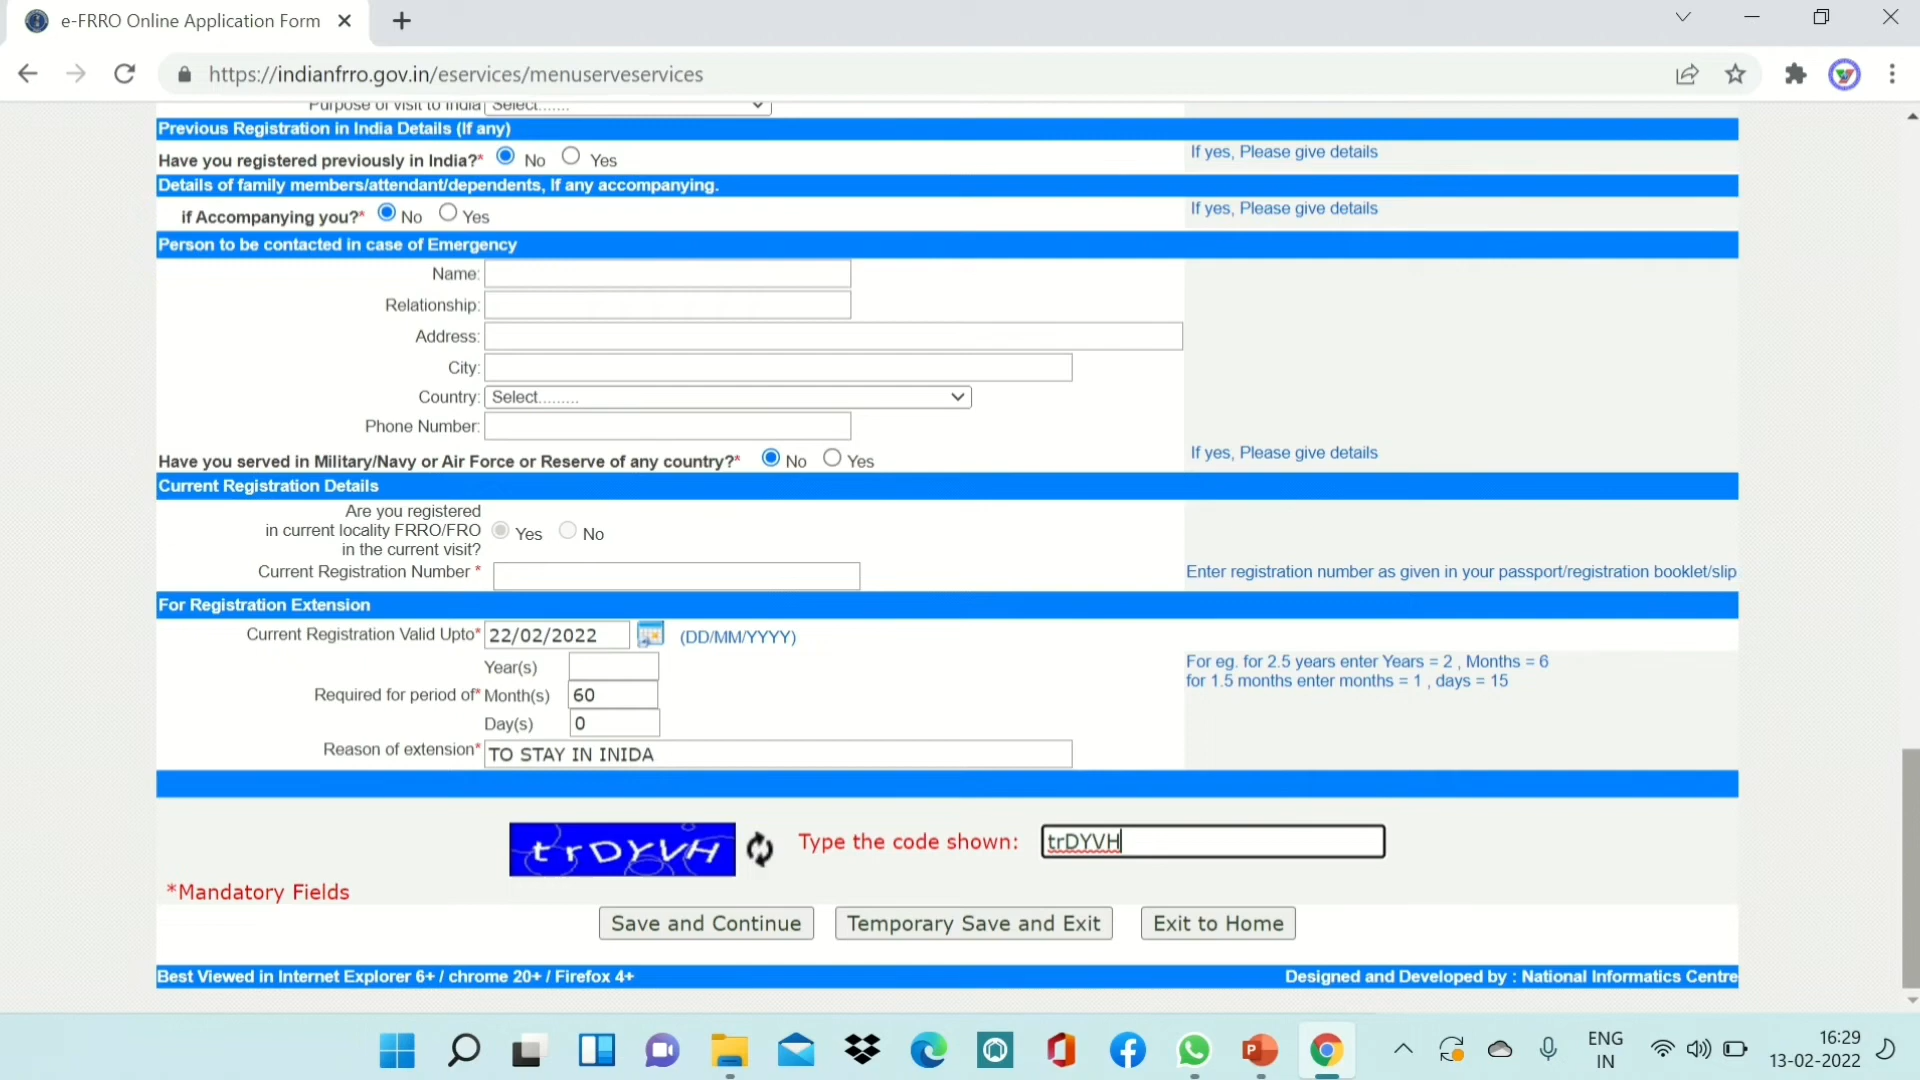 e-FRRO Online Application Form
https://indianfrro.gov.in/eservices/menuserveservices
Purpose of visit to India Select.......
Previous Registration in India Details (If any)
Have you registered previously in India?* No Yes If yes, Please give details
Details of family members/attendant/dependents, If any accompanying.
if Accompanying you?* No Yes If yes, Please give details
Person to be contacted in case of Emergency
Name:
Relationship:
Address:
City:
Country: Select.........
Phone Number:
Have you served in Military/Navy or Air Force or Reserve of any country?* No Yes If yes, Please give details
Current Registration Details
Are you registered
in current locality FRRO/FRO Yes No
in the current visit?
Current Registration Number * Enter registration number as given in your passport/registration booklet/slip
For Registration Extension
Current Registration Valid Upto* 22/02/2022 (DD/MM/YYYY)
Year(s) For eg. for 2.5 years enter Years = 2 , Months = 6
Required for period of* Month(s) 60 for 1.5 months enter months = 1 , days = 15
Day(s) 0
Reason of extension* TO STAY IN INIDA
trDYVH Type the code shown: trDYVH
*Mandatory Fields
Save and Continue Temporary Save and Exit Exit to Home
Best Viewed in Internet Explorer 6+ / chrome 20+ / Firefox 4+ Designed and Developed by : National Informatics Centre
ENG
IN
16:29
13-02-2022